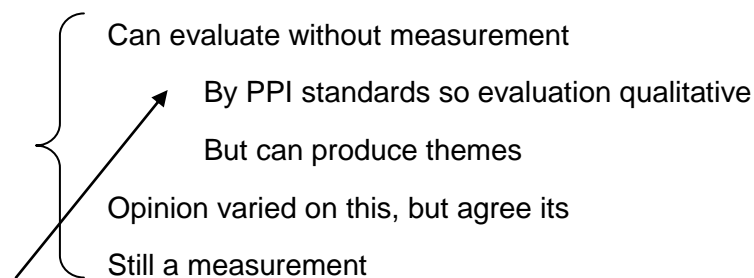 Can evaluate without measurement
By PPI standards so evaluation qualitative
But can produce themes
Opinion varied on this, but agree its
Still a measurement